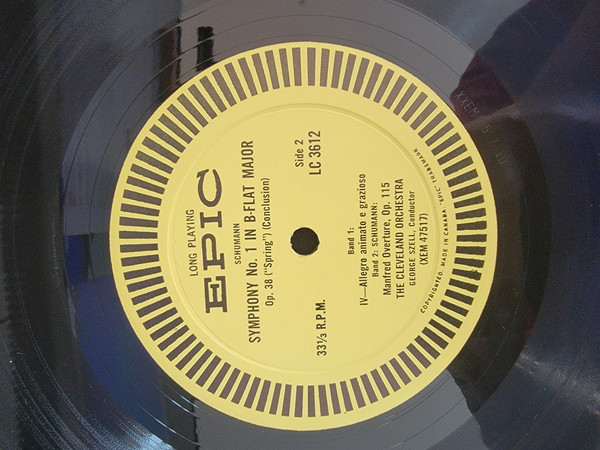 LONG PLAYING
EPIC
SCHUMANN
SYMPHONY No. 1 IN B-FLAT MAJOR
Op. 38 ("Spring") (Conclusion)
Side 2
LC 3612
33⅓ R.P.M.
Band 1:
IV—Allegro animato e grazioso
Band 2: SCHUMANN:
Manfred Overture, Op. 115
THE CLEVELAND ORCHESTRA
GEORGE SZELL, Conductor
(XEM 47517)
COPYRIGHTED. MADE IN CANADA. "EPIC" TRADEMARK